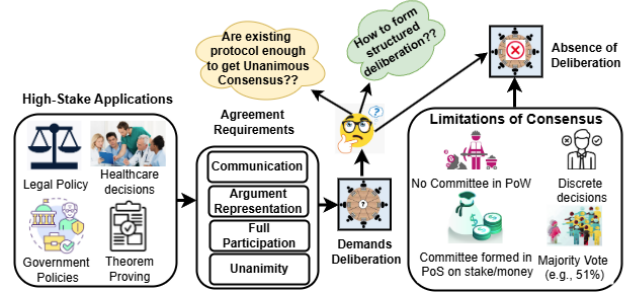 Are existing
protocol enough
to get Unanimous
Consensus??
How to form
structured
deliberation??
Absence of
Deliberation
High-Stake Applications
Legal Policy
Healthcare
decisions
Government
Policies
Theorem
Proving
Agreement
Requirements
Communication
Argument
Representation
Full
Participation
Unanimity
?
?
Demands
Deliberation
Limitations of Consensus
No Committee in PoW
Discrete
decisions
Committee formed in
PoS on stake/money
Majority Vote
(e.g., 51%)